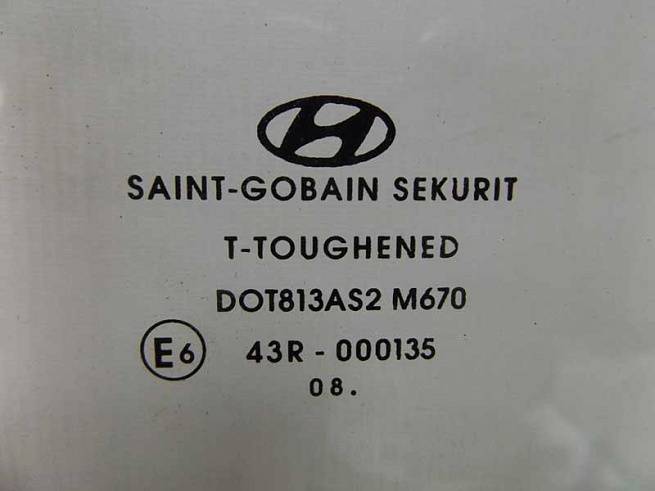 SAINT-GOBAIN SEKURIT
T-TOUGHENED
DOT813AS2 M670
E6 43R - 000135
08.